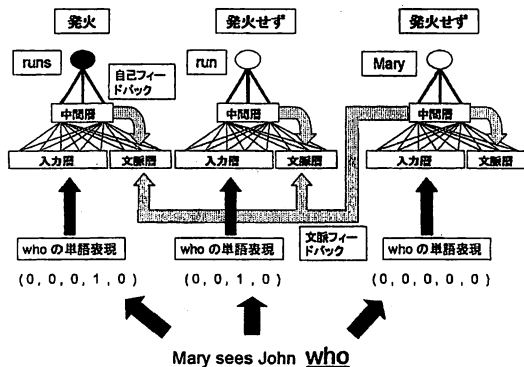 発火
発火せず
発火せず
runs
run
Mary
自己フィー
ドバック
中間層
中間層
中間層
入力層
文脈層
入力層
文脈層
入力層
文脈層
文脈フィー
ドバック
who の単語表現
who の単語表現
who の単語表現
(0, 0, 0, 1, 0)
(0, 0, 1, 0)
(0, 0, 0, 0, 0)
Mary sees John who